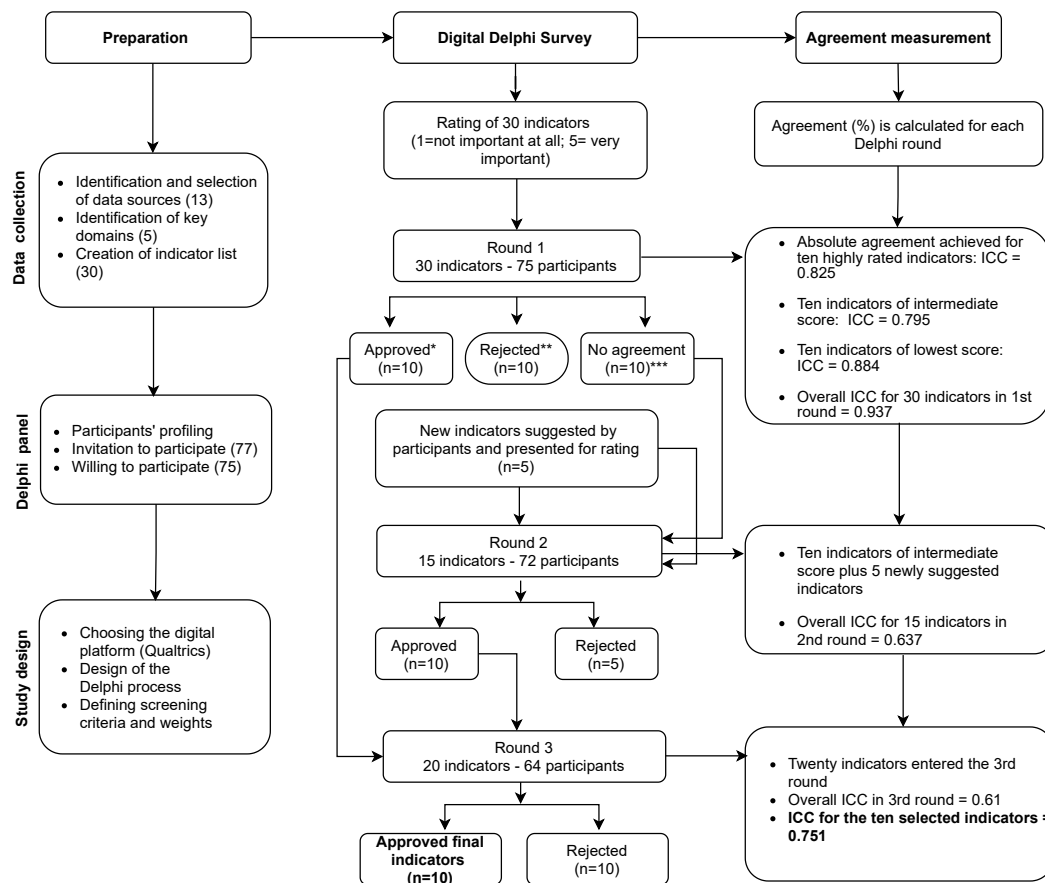 Preparation
Digital Delphi Survey
Agreement measurement
Data collection
• Identification and selection
of data sources (13)
• Identification of key
domains (5)
• Creation of indicator list
(30)
Delphi panel
• Participants' profiling
• Invitation to participate (77)
• Willing to participate (75)
Study design
• Choosing the digital
platform (Qualtrics)
• Design of the
Delphi process
• Defining screening
criteria and weights
Rating of 30 indicators
(1=not important at all; 5= very
important)
Round 1
30 indicators - 75 participants
Approved*
(n=10)
Rejected**
(n=10)
No agreement
(n=10)***
New indicators suggested by
participants and presented for rating
(n=5)
Round 2
15 indicators - 72 participants
Approved
(n=10)
Rejected
(n=5)
Round 3
20 indicators - 64 participants
Approved final
indicators
(n=10)
Rejected
(n=10)
Agreement (%) is calculated for each
Delphi round
• Absolute agreement achieved for
ten highly rated indicators: ICC =
0.825
• Ten indicators of intermediate
score: ICC = 0.795
• Ten indicators of lowest score:
ICC = 0.884
• Overall ICC for 30 indicators in 1st
round = 0.937
• Ten indicators of intermediate
score plus 5 newly suggested
indicators
• Overall ICC for 15 indicators in
2nd round = 0.637
• Twenty indicators entered the 3rd
round
• Overall ICC in 3rd round = 0.61
• ICC for the ten selected indicators =
0.751